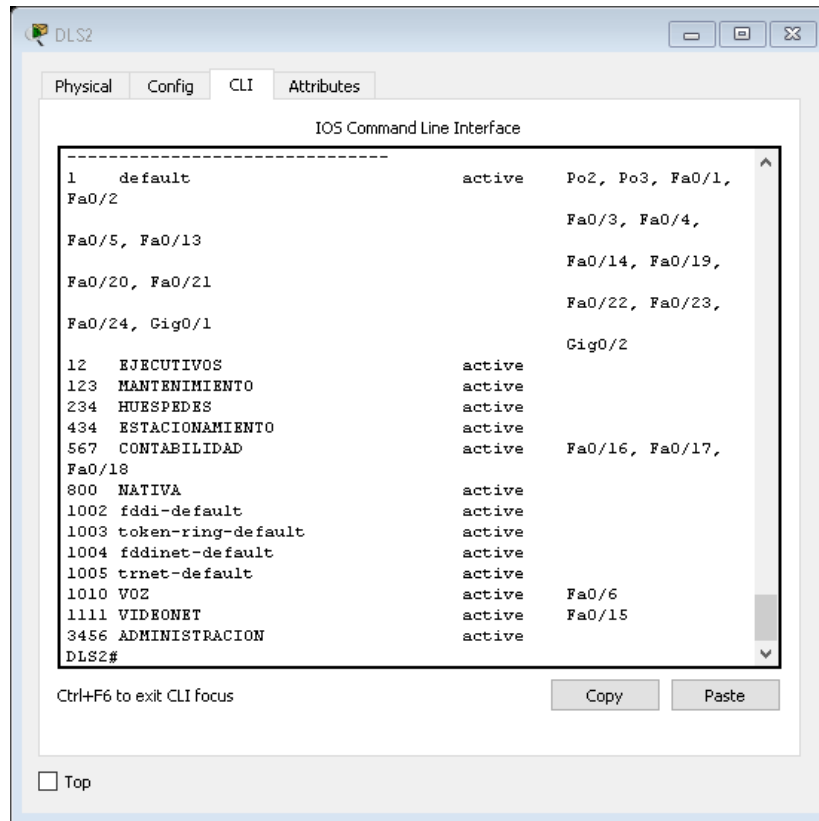 DLS2
Physical Config CLI Attributes
IOS Command Line Interface
-------------------------------
1 default active Po2, Po3, Fa0/1,
Fa0/2
Fa0/3, Fa0/4,
Fa0/5, Fa0/13
Fa0/14, Fa0/19,
Fa0/20, Fa0/21
Fa0/22, Fa0/23,
Fa0/24, Gig0/1
Gig0/2
12 EJECUTIVOS active
123 MANTENIMIENTO active
234 HUESPEDES active
434 ESTACIONAMIENTO active
567 CONTABILIDAD active Fa0/16, Fa0/17,
Fa0/18
800 NATIVA active
1002 fddi-default active
1003 token-ring-default active
1004 fddinet-default active
1005 trnet-default active
1010 VOZ active Fa0/6
1111 VIDEONET active Fa0/15
3456 ADMINISTRACION active
DLS2#
Ctrl+F6 to exit CLI focus
Copy Paste
Top